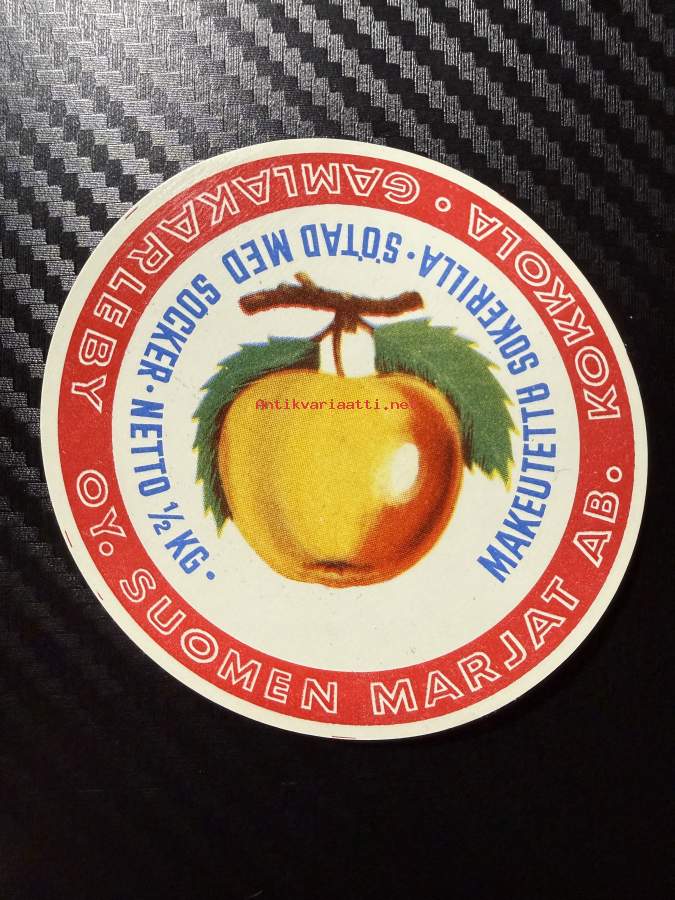 OY. SUOMEN MARJAT AB. KOKKOLA • GAMLAKARLEBY
MAKEUTETTU SOKERILLA • SÖTAD MED SOCKER • NETTO ½ KG •
Antikvariaatti.net